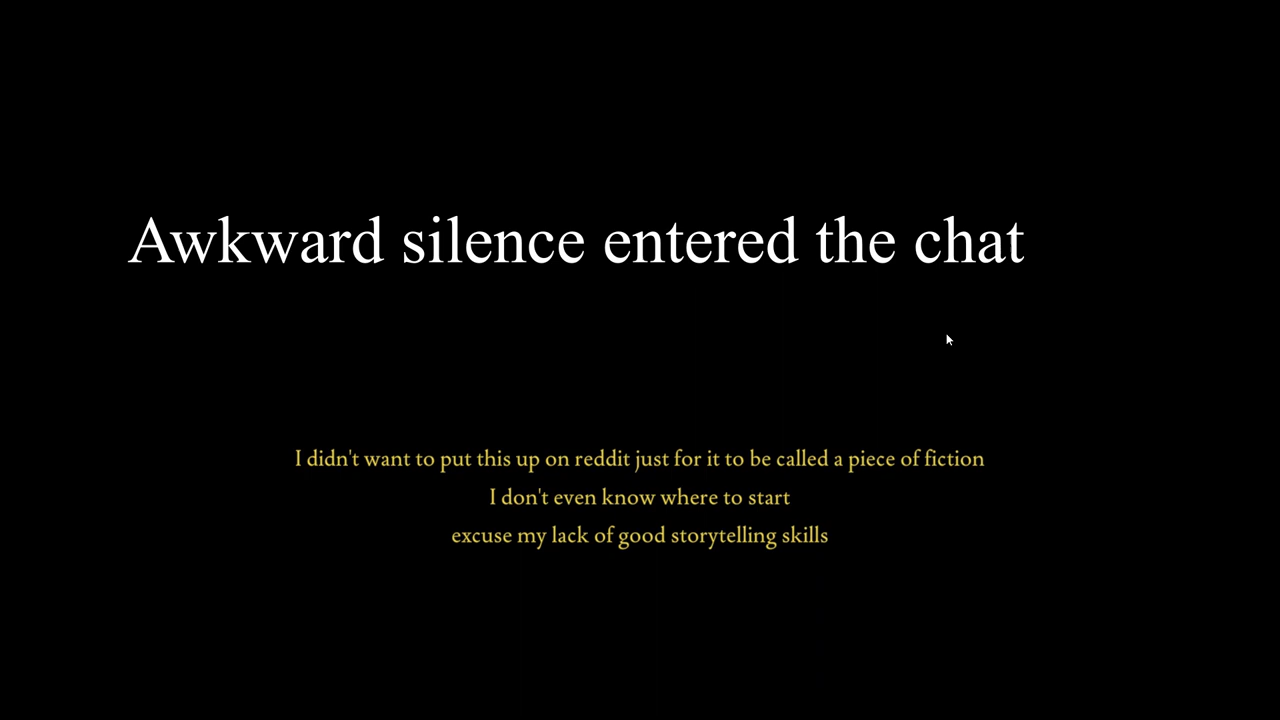 Awkward silence entered the chat
I didn't want to put this up on reddit just for it to be called a piece of fiction
I don't even know where to start
excuse my lack of good storytelling skills